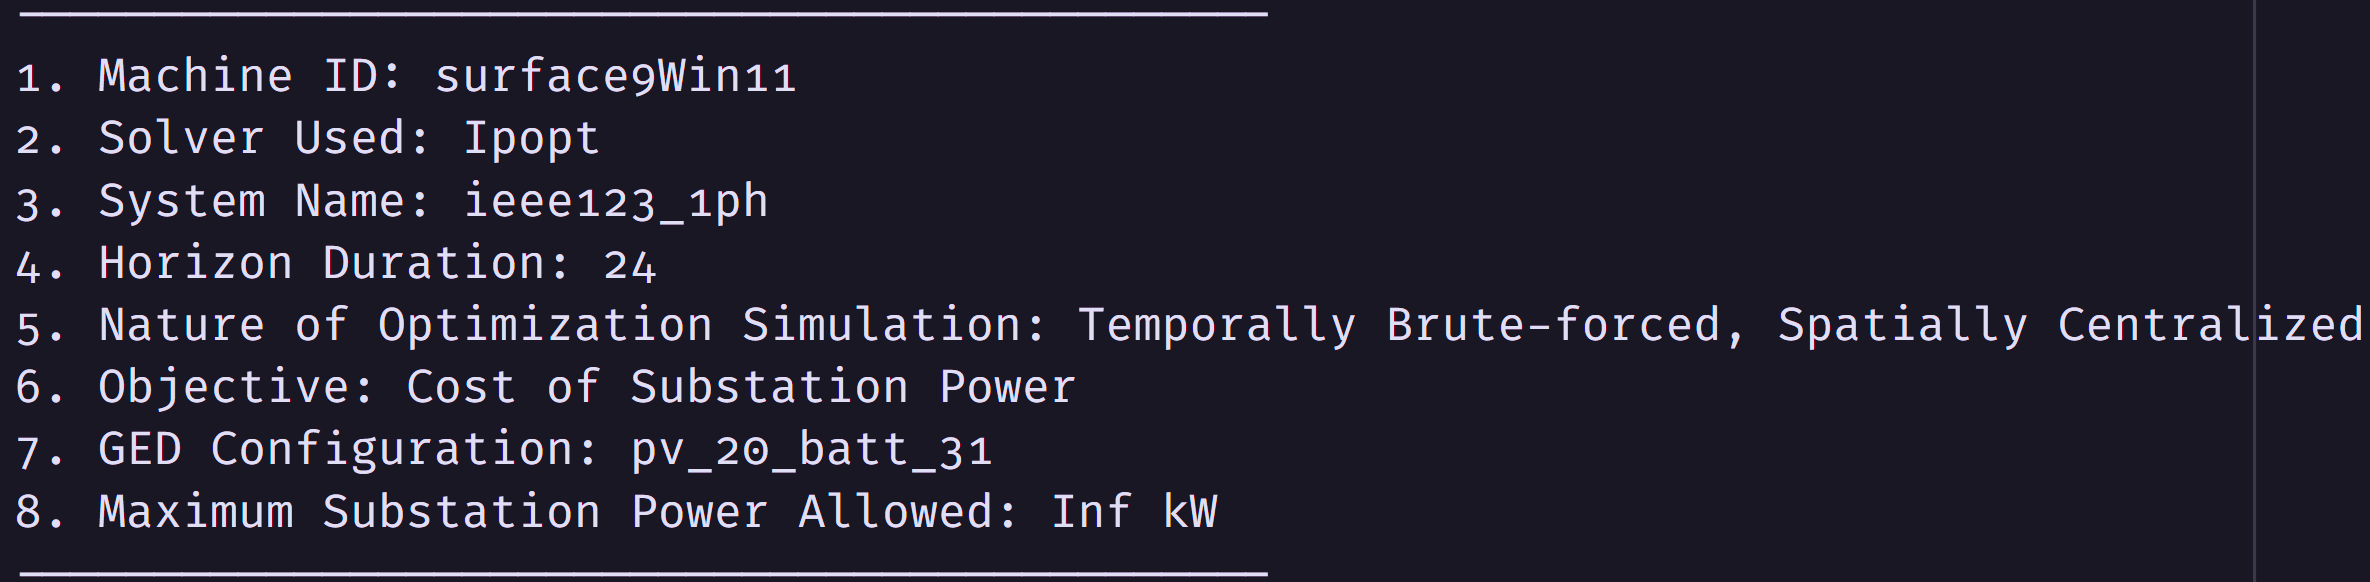 1. Machine ID: surface9Win11
2. Solver Used: Ipopt
3. System Name: ieee123_1ph
4. Horizon Duration: 24
5. Nature of Optimization Simulation: Temporally Brute-forced, Spatially Centralized
6. Objective: Cost of Substation Power
7. GED Configuration: pv_20_batt_31
8. Maximum Substation Power Allowed: Inf kW